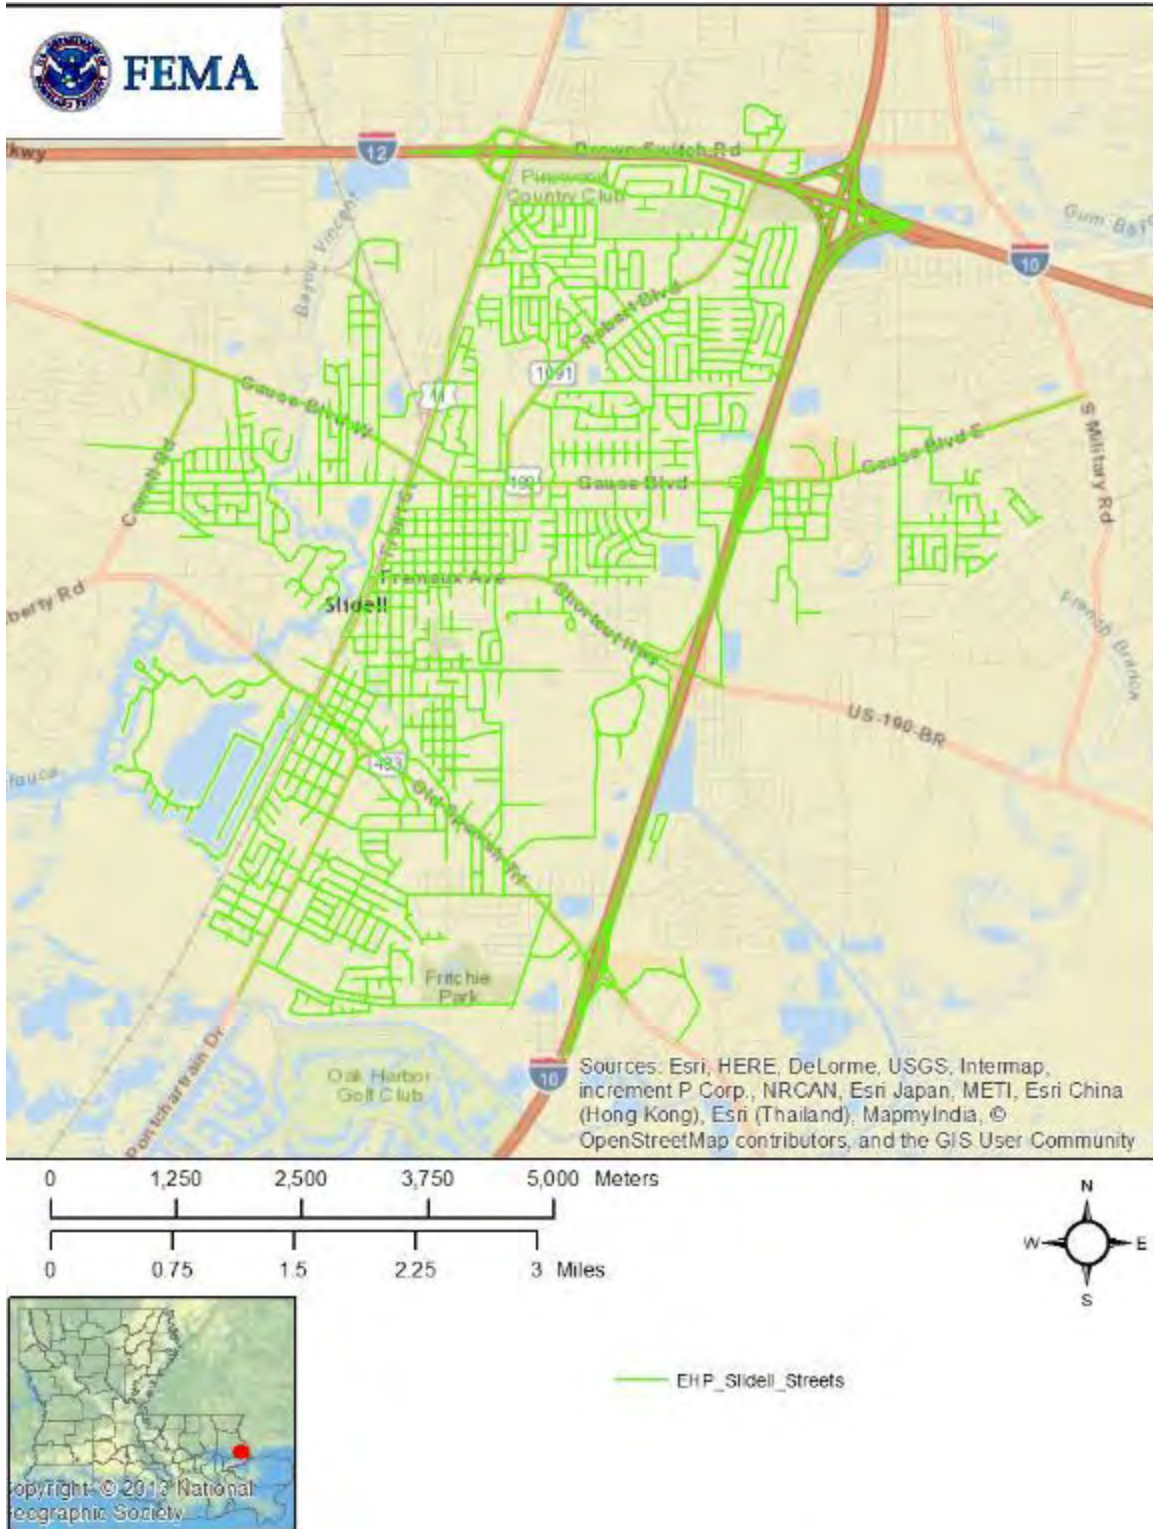 FEMA
kwy
12
Brown Switch Rd
Pinewood
Country Club
Gum Bayo
10
Bayou Vincent
Robert Blvd
1091
11
Gause Blvd W
S Military Rd
Gause Blvd E
190
Gause Blvd
Fremaux Ave
Slidell
Shortcut Hwy
berty Rd
French Branch
US-190-BR
fouca
433
Old Spanish Trl
Fritchie
Park
Oak Harbor
Golf Club
10
Pontchartrain Dr
Sources: Esri, HERE, DeLorme, USGS, Intermap,
increment P Corp., NRCAN, Esri Japan, METI, Esri China
(Hong Kong), Esri (Thailand), MapmyIndia, ©
OpenStreetMap contributors, and the GIS User Community
0 1,250 2,500 3,750 5,000 Meters
0 0.75 1.5 2.25 3 Miles
N
W E
S
EHP_Slidell_Streets
opyright: © 2013 National
eographic Society